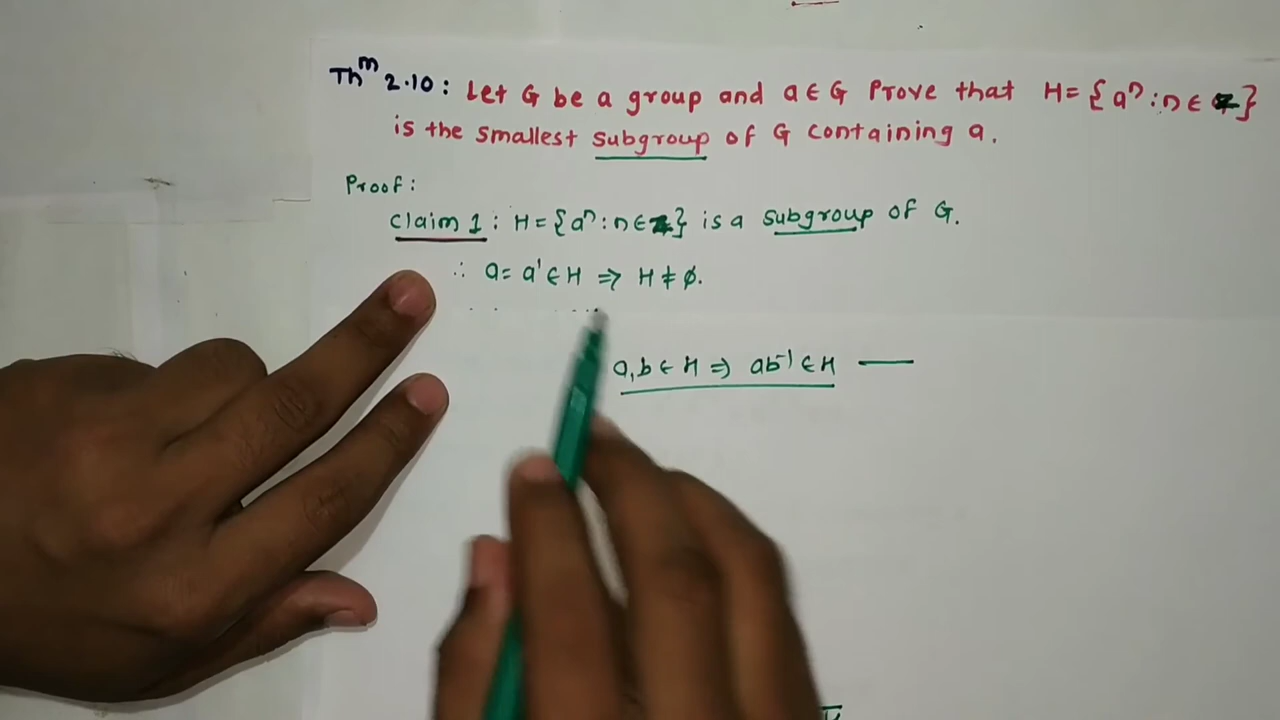 Thm 2.10: Let G be a group and a ∈ G Prove that H = {aⁿ : n ∈ ℤ}
is the smallest subgroup of G containing a.
Proof:
Claim 1: H = {aⁿ : n ∈ ℤ} is a subgroup of G.
∴ a = a¹ ∈ H ⇒ H ≠ ϕ.
a, b ∈ H ⇒ ab⁻¹ ∈ H —